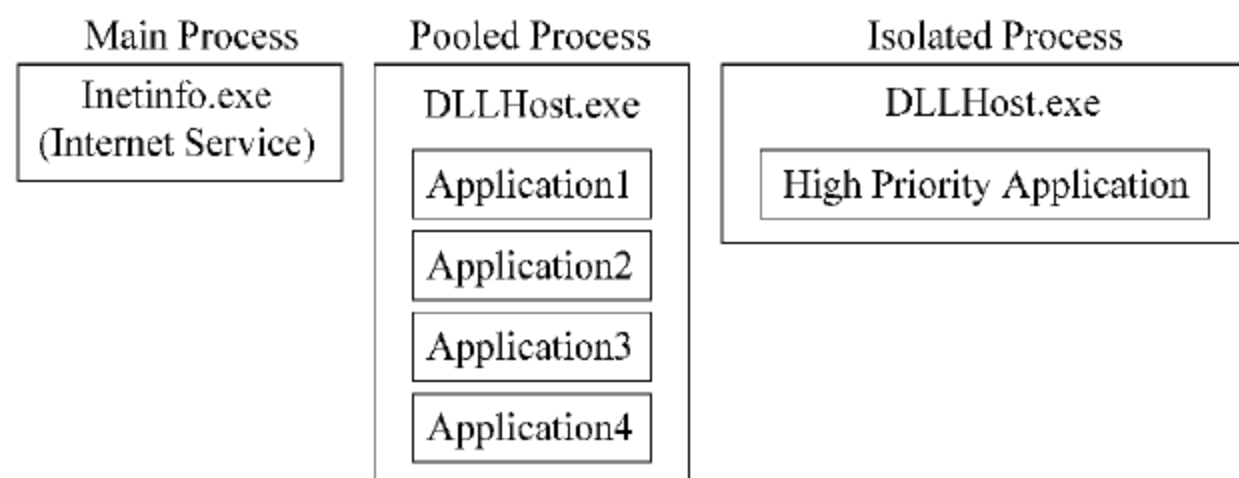 Main Process
Inetinfo.exe
(Internet Service)
Pooled Process
DLLHost.exe
Application1
Application2
Application3
Application4
Isolated Process
DLLHost.exe
High Priority Application